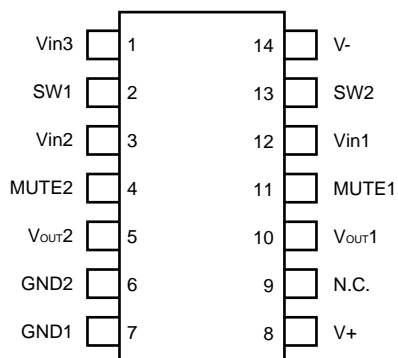 Vin3 1 14 V-
SW1 2 13 SW2
Vin2 3 12 Vin1
MUTE2 4 11 MUTE1
VOUT2 5 10 VOUT1
GND2 6 9 N.C.
GND1 7 8 V+